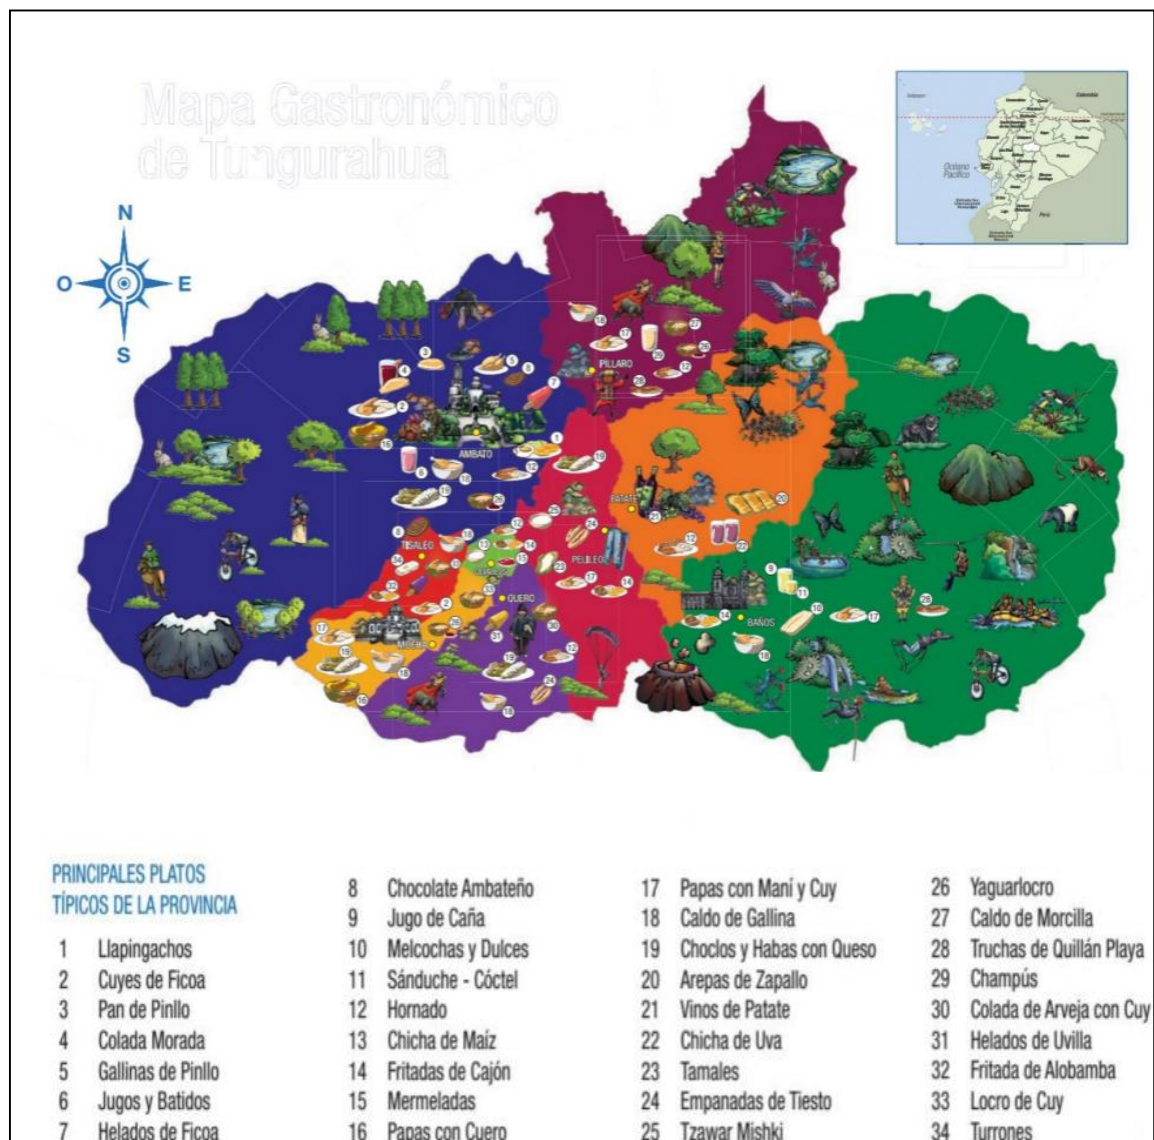 Mapa Gastronómico
de Tungurahua
N
O
E
S
Colombia
Océano
Pacífico
Perú
PÍLLARO
AMBATO
PATATE
TISALEO
PELILEO
QUERO
MOCHA
BAÑOS
PRINCIPALES PLATOS
TÍPICOS DE LA PROVINCIA
1 Llapingachos
2 Cuyes de Ficoa
3 Pan de Pinllo
4 Colada Morada
5 Gallinas de Pinllo
6 Jugos y Batidos
7 Helados de Ficoa
8 Chocolate Ambateño
9 Jugo de Caña
10 Melcochas y Dulces
11 Sánduche - Cóctel
12 Hornado
13 Chicha de Maíz
14 Fritadas de Cajón
15 Mermeladas
16 Papas con Cuero
17 Papas con Maní y Cuy
18 Caldo de Gallina
19 Choclos y Habas con Queso
20 Arepas de Zapallo
21 Vinos de Patate
22 Chicha de Uva
23 Tamales
24 Empanadas de Tiesto
25 Tzawar Mishki
26 Yaguarlocro
27 Caldo de Morcilla
28 Truchas de Quillán Playa
29 Champús
30 Colada de Arveja con Cuy
31 Helados de Uvilla
32 Fritada de Alobamba
33 Locro de Cuy
34 Turrones